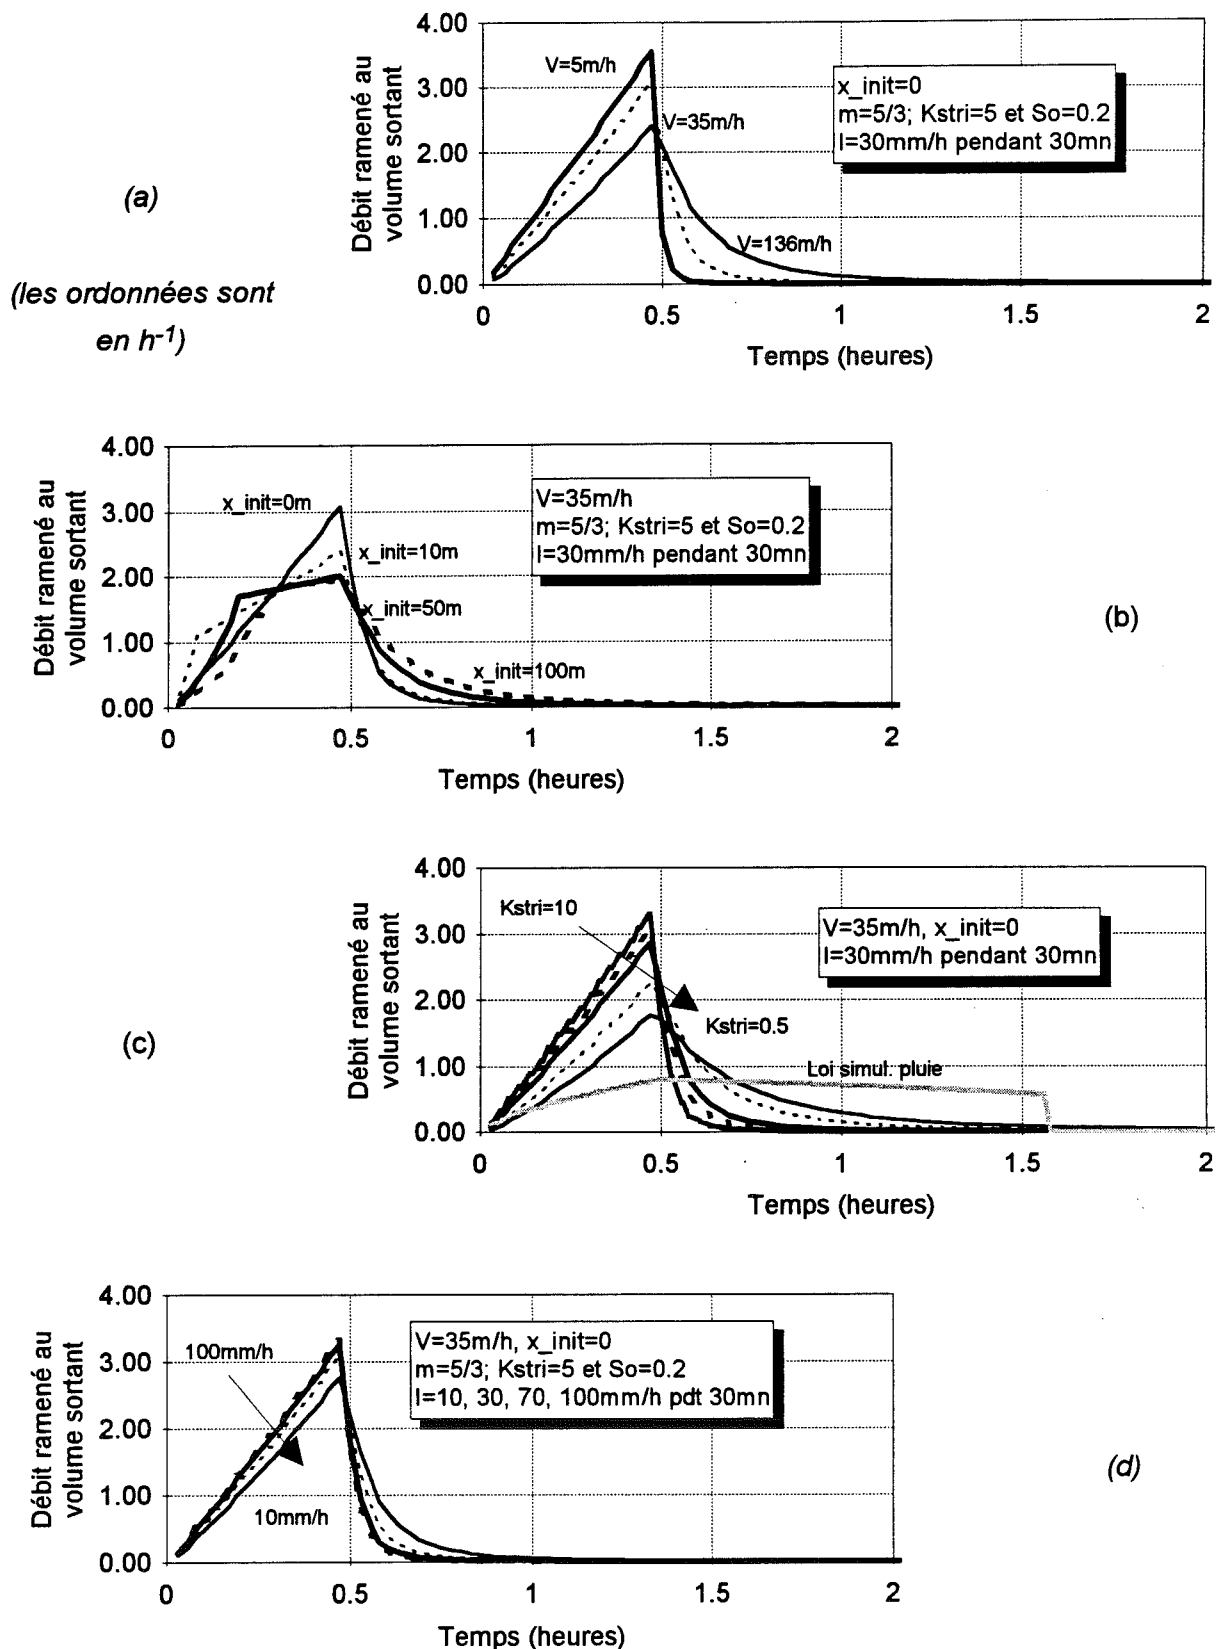 4.00
3.00
2.00
1.00
0.00
Débit ramené au
volume sortant
V=5m/h
V=35m/h
V=136m/h
x_init=0
m=5/3; Kstri=5 et So=0.2
I=30mm/h pendant 30mn
0 0.5 1 1.5 2
Temps (heures)
(a)
(les ordonnées sont
en h-1)
4.00
3.00
2.00
1.00
0.00
Débit ramené au
volume sortant
x_init=0m
x_init=10m
x_init=50m
x_init=100m
V=35m/h
m=5/3; Kstri=5 et So=0.2
I=30mm/h pendant 30mn
0 0.5 1 1.5 2
Temps (heures)
(b)
4.00
3.00
2.00
1.00
0.00
Débit ramené au
volume sortant
Kstri=10
Kstri=0.5
Loi simul. pluie
V=35m/h, x_init=0
I=30mm/h pendant 30mn
0 0.5 1 1.5 2
Temps (heures)
(c)
4.00
3.00
2.00
1.00
0.00
Débit ramené au
volume sortant
100mm/h
10mm/h
V=35m/h, x_init=0
m=5/3; Kstri=5 et So=0.2
I=10, 30, 70, 100mm/h pdt 30mn
0 0.5 1 1.5 2
Temps (heures)
(d)